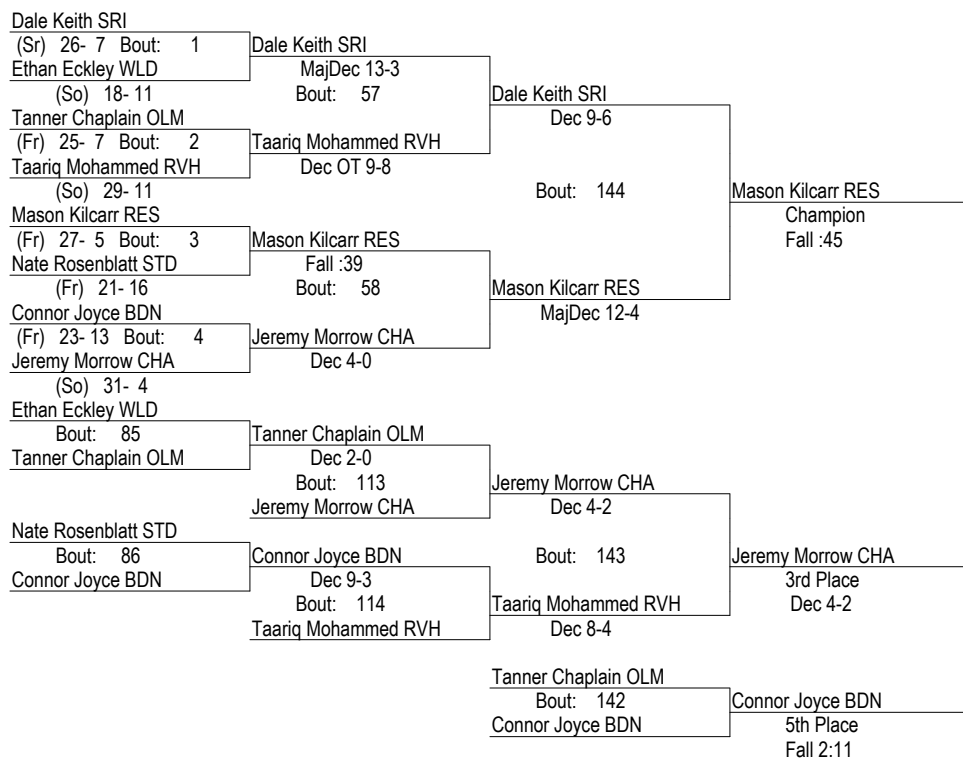 Dale Keith SRI
(Sr) 26- 7 Bout: 1
Ethan Eckley WLD
(So) 18- 11
Tanner Chaplain OLM
(Fr) 25- 7 Bout: 2
Taariq Mohammed RVH
(So) 29- 11
Mason Kilcarr RES
(Fr) 27- 5 Bout: 3
Nate Rosenblatt STD
(Fr) 21- 16
Connor Joyce BDN
(Fr) 23- 13 Bout: 4
Jeremy Morrow CHA
(So) 31- 4
Dale Keith SRI
MajDec 13-3
Bout: 57
Taariq Mohammed RVH
Dec OT 9-8
Mason Kilcarr RES
Fall :39
Bout: 58
Jeremy Morrow CHA
Dec 4-0
Dale Keith SRI
Dec 9-6
Bout: 144
Mason Kilcarr RES
MajDec 12-4
Mason Kilcarr RES
Champion
Fall :45
Ethan Eckley WLD
Bout: 85
Tanner Chaplain OLM
Nate Rosenblatt STD
Bout: 86
Connor Joyce BDN
Tanner Chaplain OLM
Dec 2-0
Bout: 113
Jeremy Morrow CHA
Connor Joyce BDN
Dec 9-3
Bout: 114
Taariq Mohammed RVH
Jeremy Morrow CHA
Dec 4-2
Bout: 143
Taariq Mohammed RVH
Dec 8-4
Jeremy Morrow CHA
3rd Place
Dec 4-2
Tanner Chaplain OLM
Bout: 142
Connor Joyce BDN
Connor Joyce BDN
5th Place
Fall 2:11